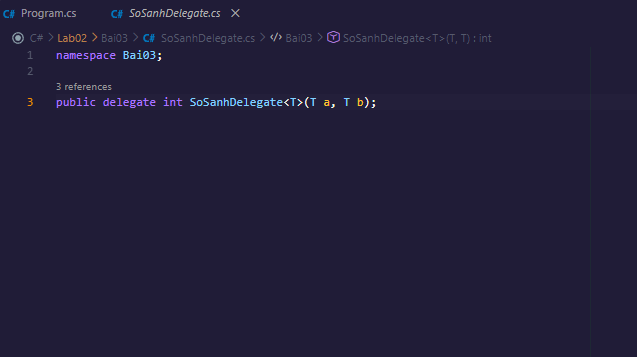 C# Program.cs C# SoSanhDelegate.cs
C# > Lab02 > Bai03 > C# SoSanhDelegate.cs > Bai03 > SoSanhDelegate<T>(T, T) : int
1 namespace Bai03;
2
3 references
3 public delegate int SoSanhDelegate<T>(T a, T b);